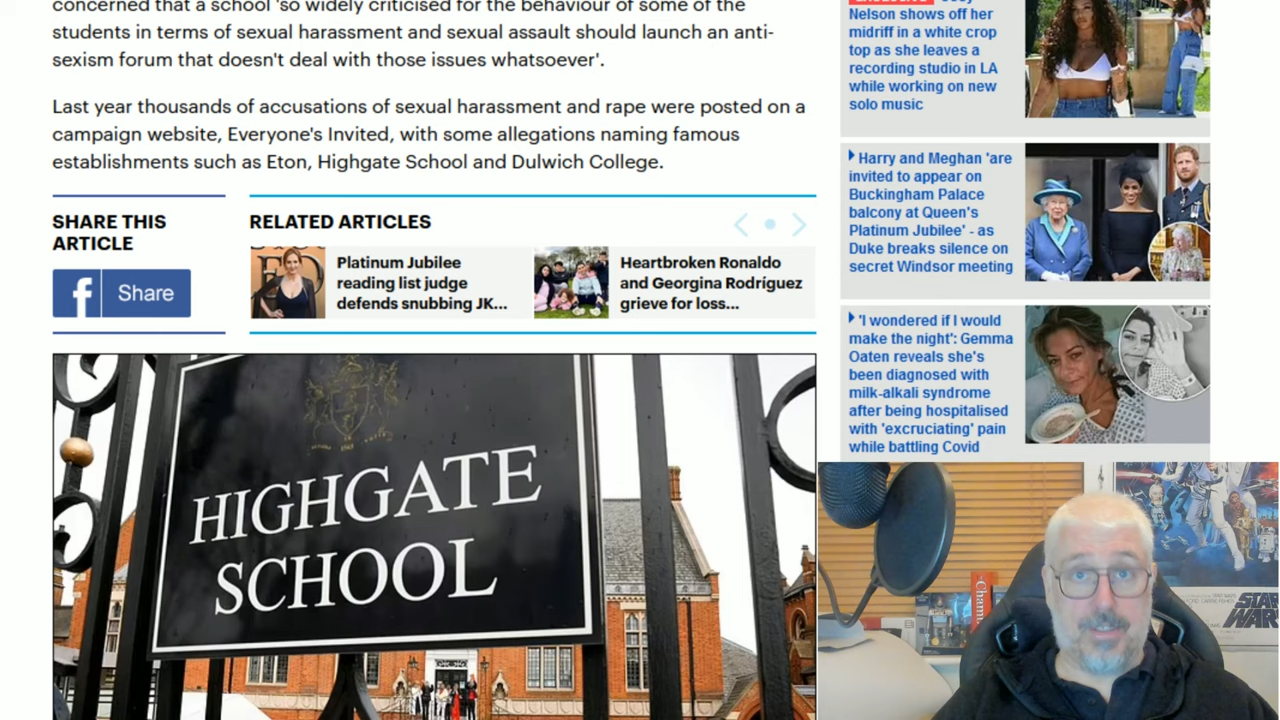 concerned that a school 'so widely criticised for the behaviour of some of the
students in terms of sexual harassment and sexual assault should launch an anti-
sexism forum that doesn't deal with those issues whatsoever'.
Last year thousands of accusations of sexual harassment and rape were posted on a
campaign website, Everyone's Invited, with some allegations naming famous
establishments such as Eton, Highgate School and Dulwich College.
SHARE THIS
ARTICLE
f Share
RELATED ARTICLES
Platinum Jubilee
reading list judge
defends snubbing JK...
Heartbroken Ronaldo
and Georgina Rodríguez
grieve for loss...
HIGHGATE
SCHOOL
Nelson shows off her
midriff in a white crop
top as she leaves a
recording studio in LA
while working on new
solo music
Harry and Meghan 'are
invited to appear on
Buckingham Palace
balcony at Queen's
Platinum Jubilee' - as
Duke breaks silence on
secret Windsor meeting
'I wondered if I would
make the night': Gemma
Oaten reveals she's
been diagnosed with
milk-alkali syndrome
after being hospitalised
with 'excruciating' pain
while battling Covid
STAR
WARS